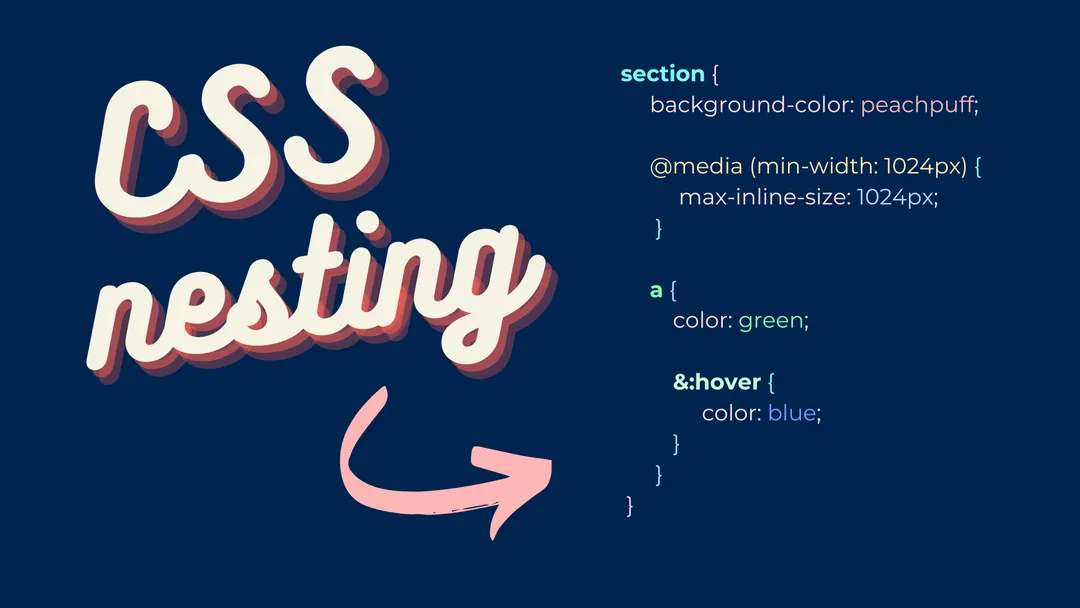 CSS
nesting
section {
background-color: peachpuff;
@media (min-width: 1024px) {
max-inline-size: 1024px;
}
a {
color: green;
&:hover {
color: blue;
}
}
}